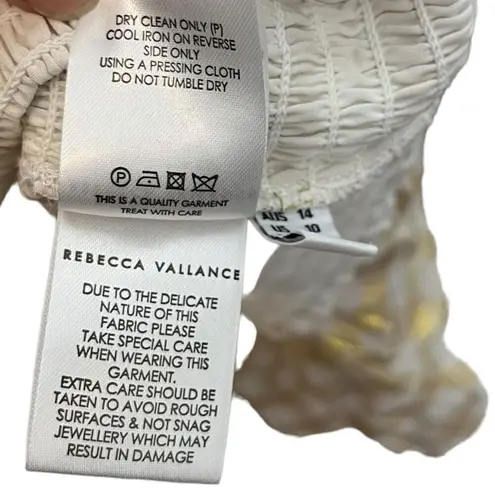 DRY CLEAN ONLY (P)
COOL IRON ON REVERSE
SIDE ONLY
USING A PRESSING CLOTH
DO NOT TUMBLE DRY
P
THIS IS A QUALITY GARMENT
TREAT WITH CARE
AUS 14
US 10
REBECCA VALLANCE
DUE TO THE DELICATE
NATURE OF THIS
FABRIC PLEASE
TAKE SPECIAL CARE
WHEN WEARING THIS
GARMENT.
EXTRA CARE SHOULD BE
TAKEN TO AVOID ROUGH
SURFACES & NOT SNAG
JEWELLERY WHICH MAY
RESULT IN DAMAGE